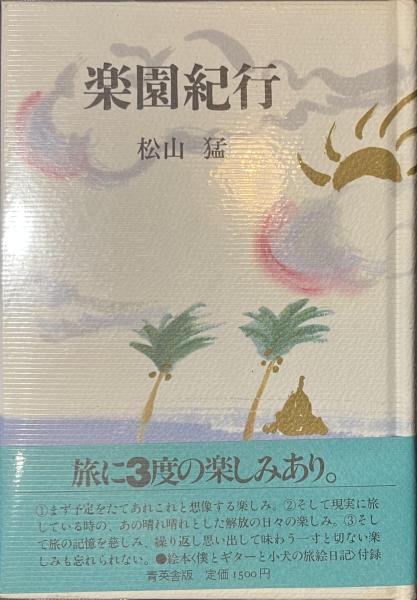 楽園紀行
松山 猛
旅に3度の楽しみあり。
①まず予定をたてあれこれと想像する楽しみ。②そして現実に旅
している時の、あの晴れ晴れとした解放の日々の楽しみ。③そし
て旅の記憶を慈しみ、繰り返し思い出して味わう一寸と切ない楽
しみも忘れられない。●絵本〈僕とギターと小犬の旅絵日記〉付録
青英舎版 定価1500円